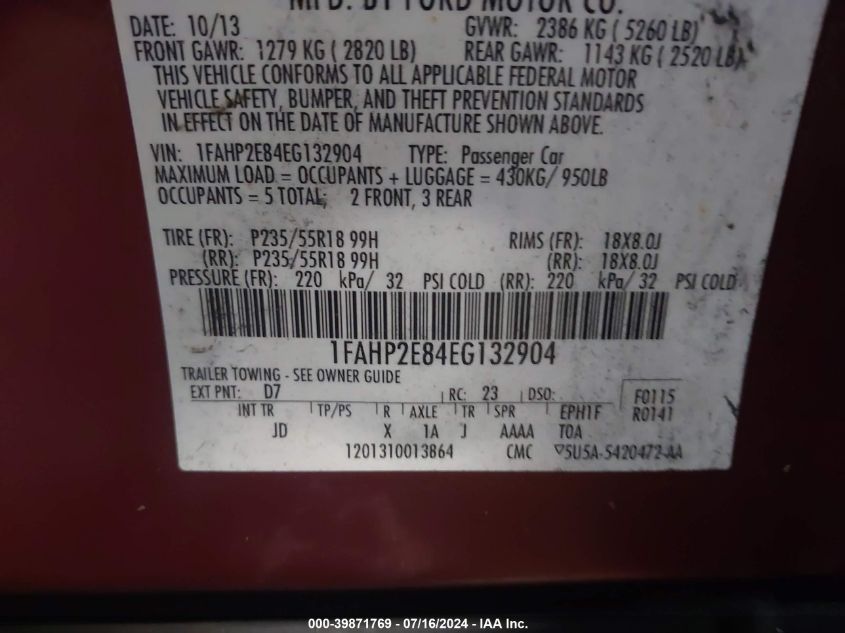 MFD. BY FORD MOTOR CO.
DATE: 10/13 GVWR: 2386 KG ( 5260 LB)
FRONT GAWR: 1279 KG ( 2820 LB) REAR GAWR: 1143 KG ( 2520 LB)
THIS VEHICLE CONFORMS TO ALL APPLICABLE FEDERAL MOTOR
VEHICLE SAFETY, BUMPER, AND THEFT PREVENTION STANDARDS
IN EFFECT ON THE DATE OF MANUFACTURE SHOWN ABOVE.
VIN: 1FAHP2E84EG132904 TYPE: Passenger Car
MAXIMUM LOAD = OCCUPANTS + LUGGAGE = 430KG/ 950LB
OCCUPANTS = 5 TOTAL; 2 FRONT, 3 REAR
TIRE (FR): P235/55R18 99H RIMS (FR): 18X8.0J
(RR): P235/55R18 99H (RR): 18X8.0J
PRESSURE (FR): 220 kPa/ 32 PSI COLD (RR): 220 kPa/ 32 PSI COLD
1FAHP2E84EG132904
TRAILER TOWING - SEE OWNER GUIDE
EXT PNT: D7 RC: 23 DSO: F0115
INT TR TP/PS R AXLE TR SPR EPH1F R0141
JD X 1A J AAAA T0A
1201310013864 CMC 5U5A-5420472-AA
000-39871769 - 07/16/2024 - IAA Inc.